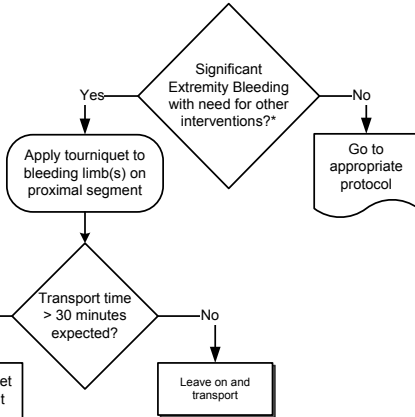 Significant
Extremity Bleeding
with need for other
interventions?*
Yes
No
Apply tourniquet to
bleeding limb(s) on
proximal segment
Go to
appropriate
protocol
Transport time
> 30 minutes
expected?
No
Leave on and
transport